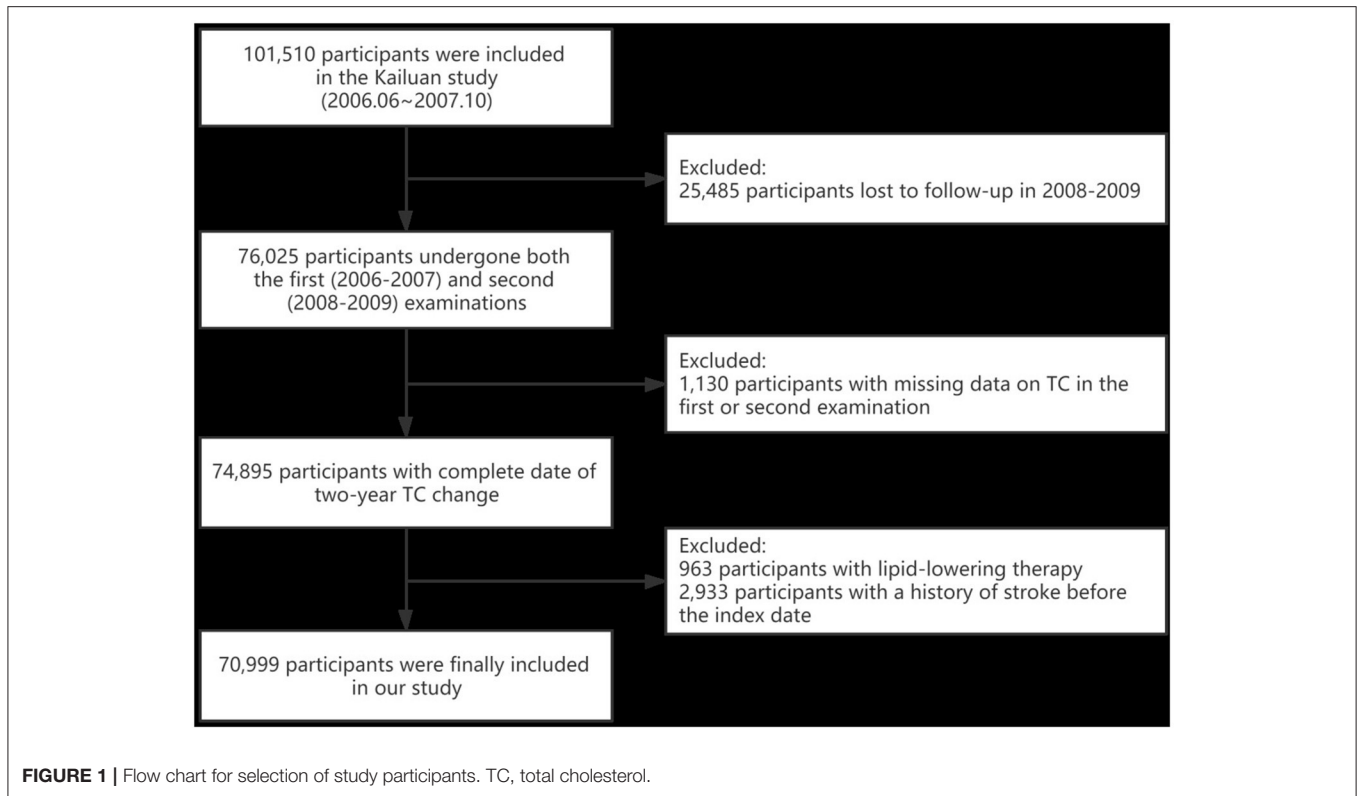 101,510 participants were included
in the Kailuan study
(2006.06~2007.10)
Excluded:
25,485 participants lost to follow-up in 2008-2009
76,025 participants undergone both
the first (2006-2007) and second
(2008-2009) examinations
Excluded:
1,130 participants with missing data on TC in the
first or second examination
74,895 participants with complete date of
two-year TC change
Excluded:
963 participants with lipid-lowering therapy
2,933 participants with a history of stroke before
the index date
70,999 participants were finally included
in our study
FIGURE 1 | Flow chart for selection of study participants. TC, total cholesterol.